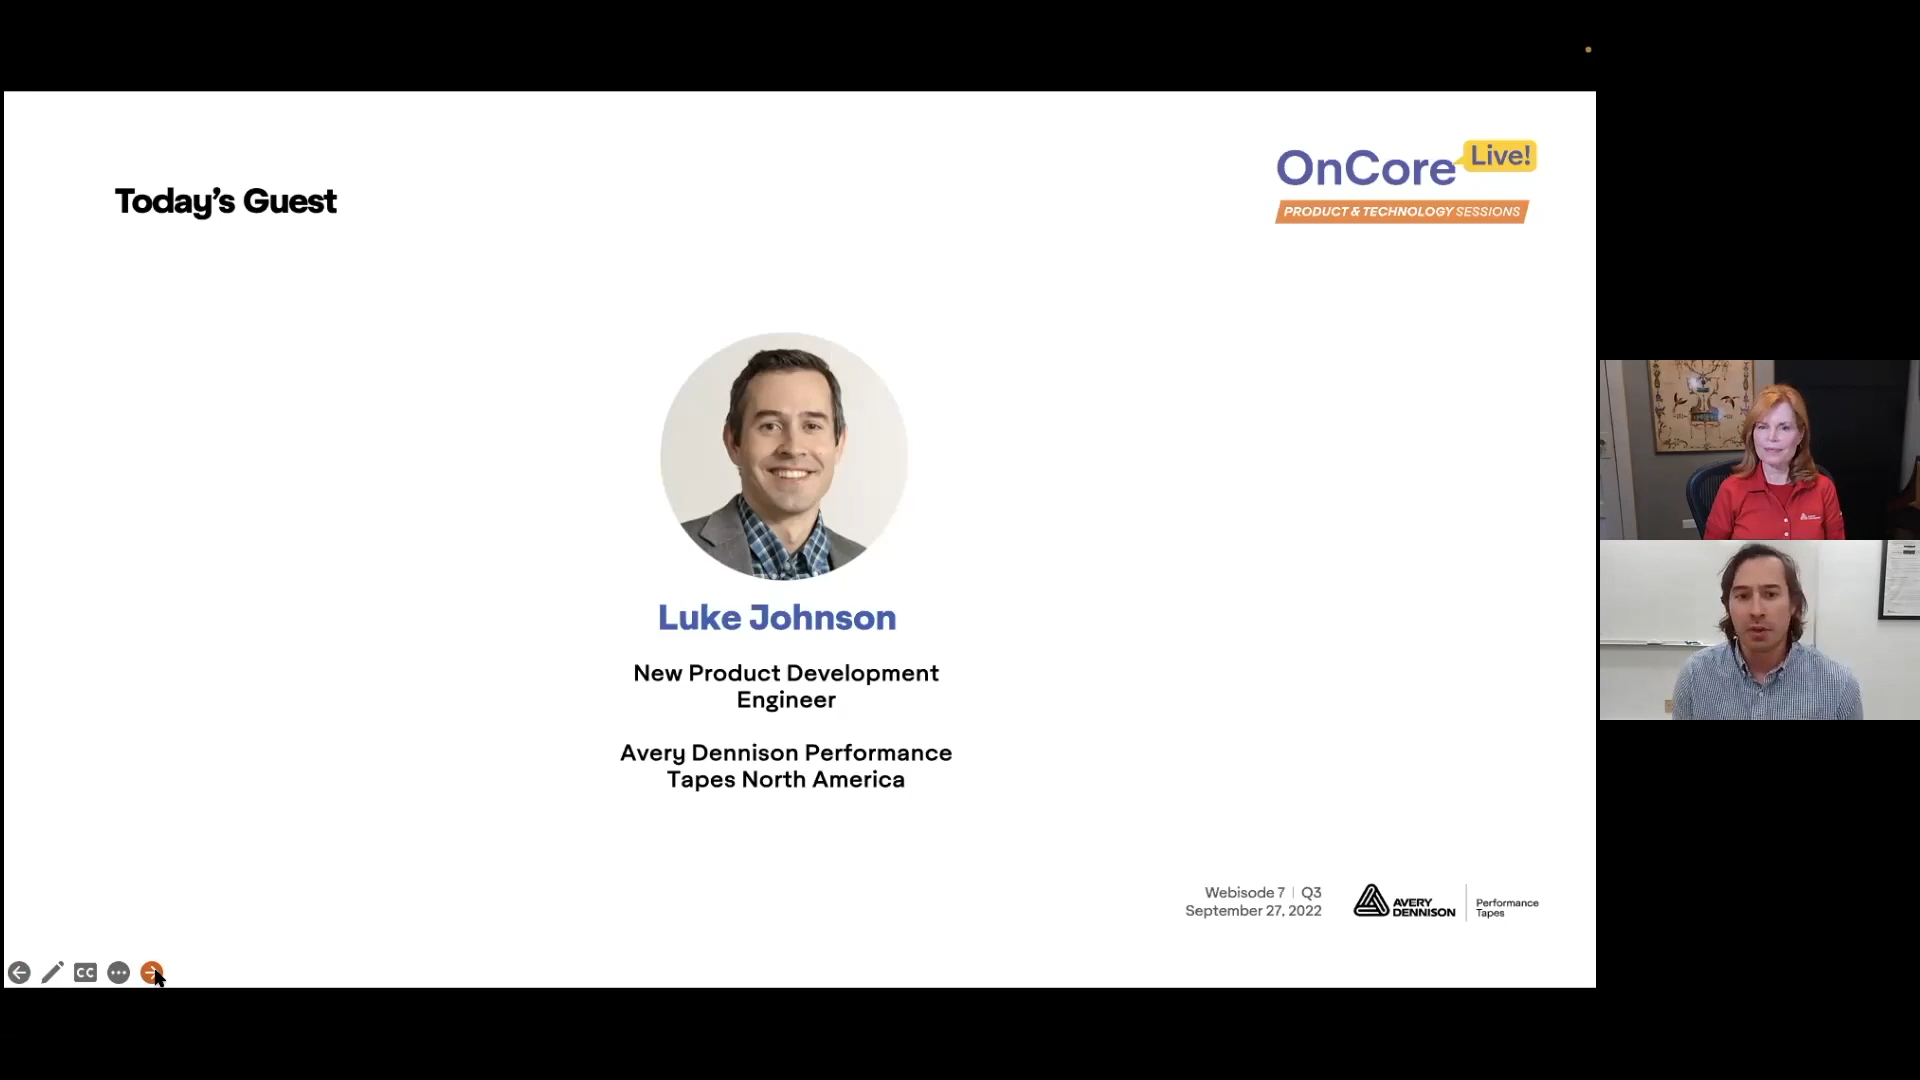 Today's Guest
OnCore Live!
PRODUCT & TECHNOLOGY SESSIONS
Luke Johnson
New Product Development
Engineer
Avery Dennison Performance
Tapes North America
Webisode 7 | Q3
September 27, 2022
AVERY
DENNISON
Performance
Tapes
CC